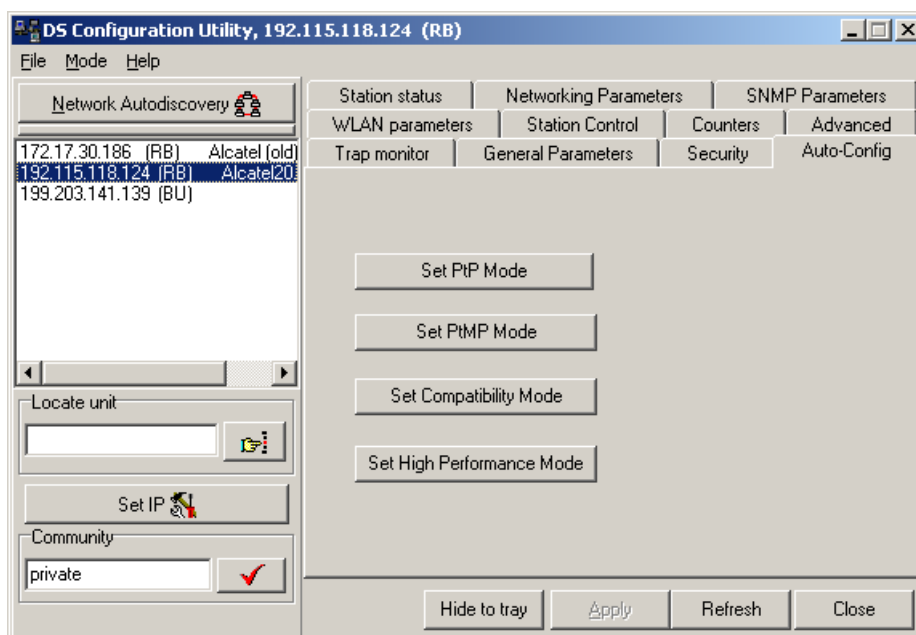 DS Configuration Utility, 192.115.118.124 (RB)
File Mode Help
Network Autodiscovery
172.17.30.186 (RB) Alcatel (old)
192.115.118.124 (RB) Alcatel20
199.203.141.139 (BU)
Locate unit
Set IP
Community
private
Station status Networking Parameters SNMP Parameters
WLAN parameters Station Control Counters Advanced
Trap monitor General Parameters Security Auto-Config
Set PtP Mode
Set PtMP Mode
Set Compatibility Mode
Set High Performance Mode
Hide to tray Apply Refresh Close